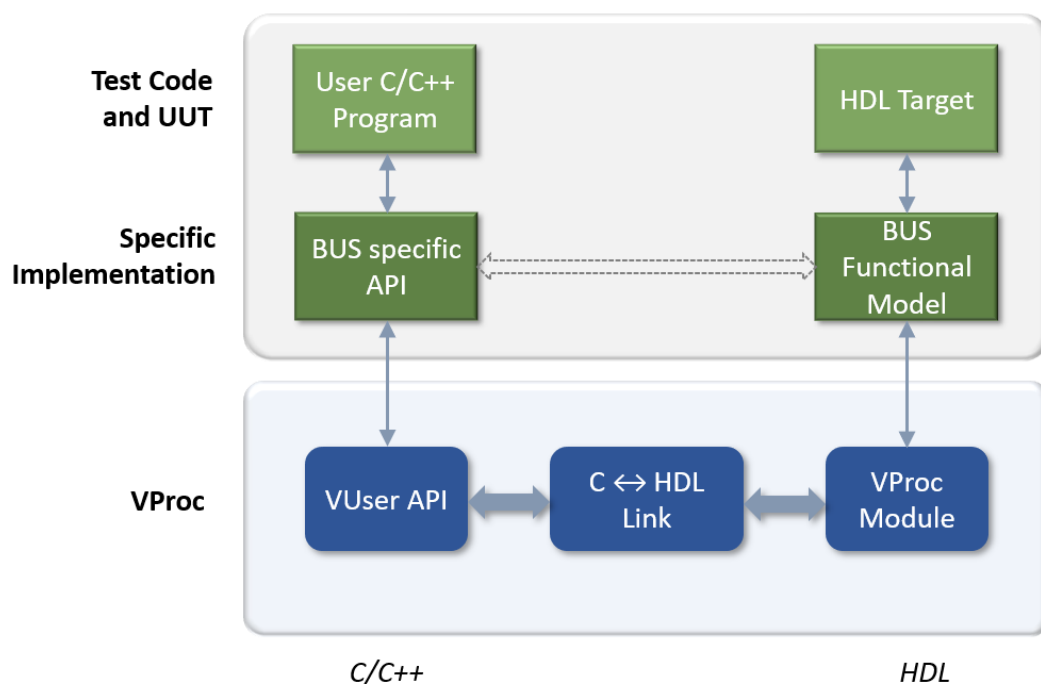 Test Code
and UUT
User C/C++
Program
HDL Target
Specific
Implementation
BUS specific
API
BUS
Functional
Model
VProc
VUser API
C ↔ HDL
Link
VProc
Module
C/C++
HDL